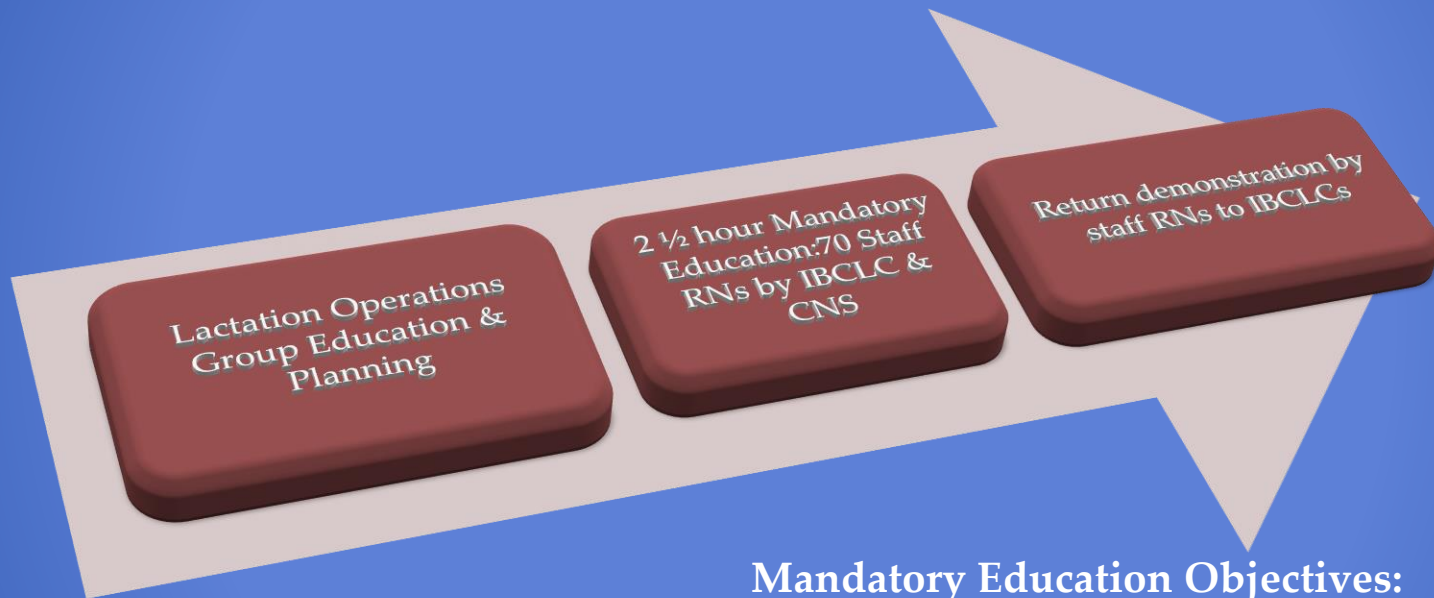 Lactation Operations
Group Education &
Planning
2 ½ hour Mandatory
Education:70 Staff
RNs by IBCLC &
CNS
Return demonstration by
staff RNs to IBCLCs
Mandatory Education Objectives: